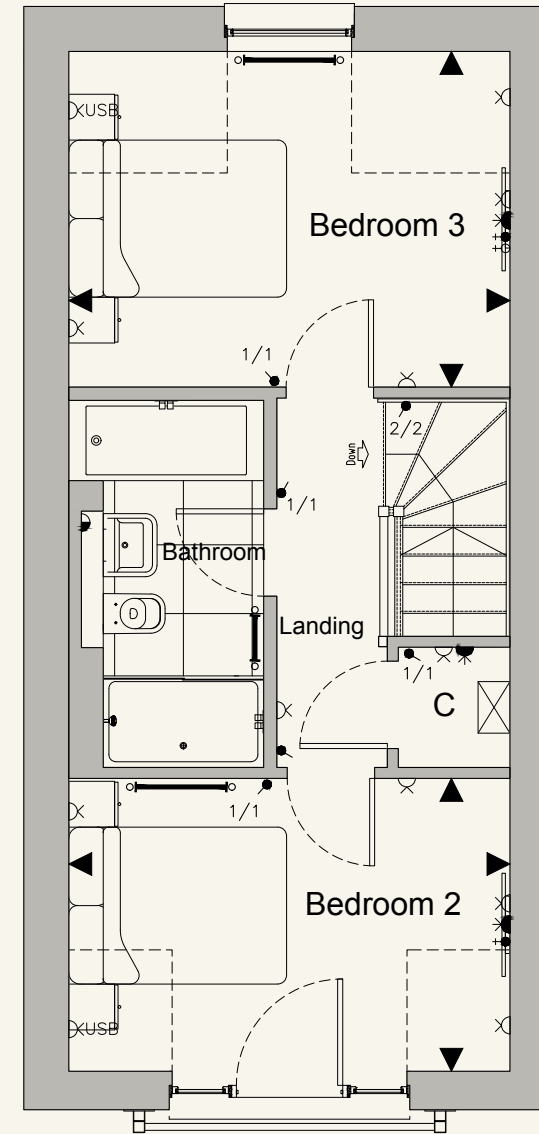 USB
Bedroom 3
1/1
2/2
Down
1/1
Bathroom
D
Landing
1/1
C
1/1
Bedroom 2
USB